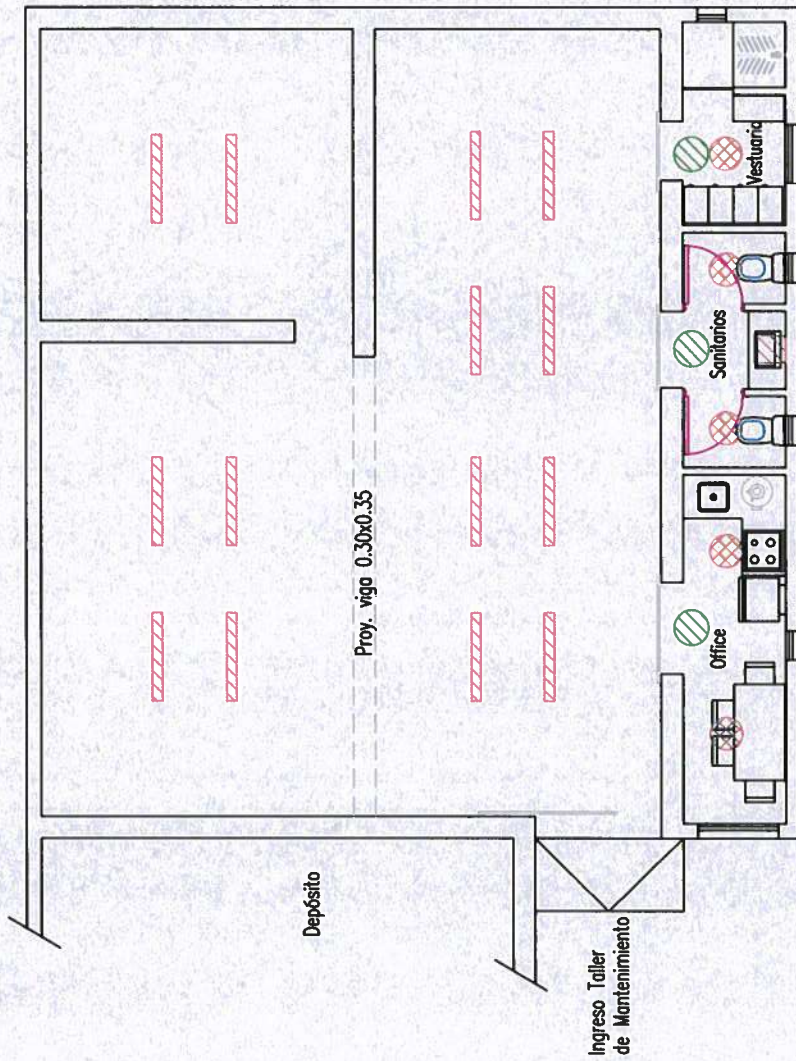 Proy. viga 0.30x0.35
Depósito
Ingreso Taller
de Mantenimiento
Office
Sanitarios
Vestuario